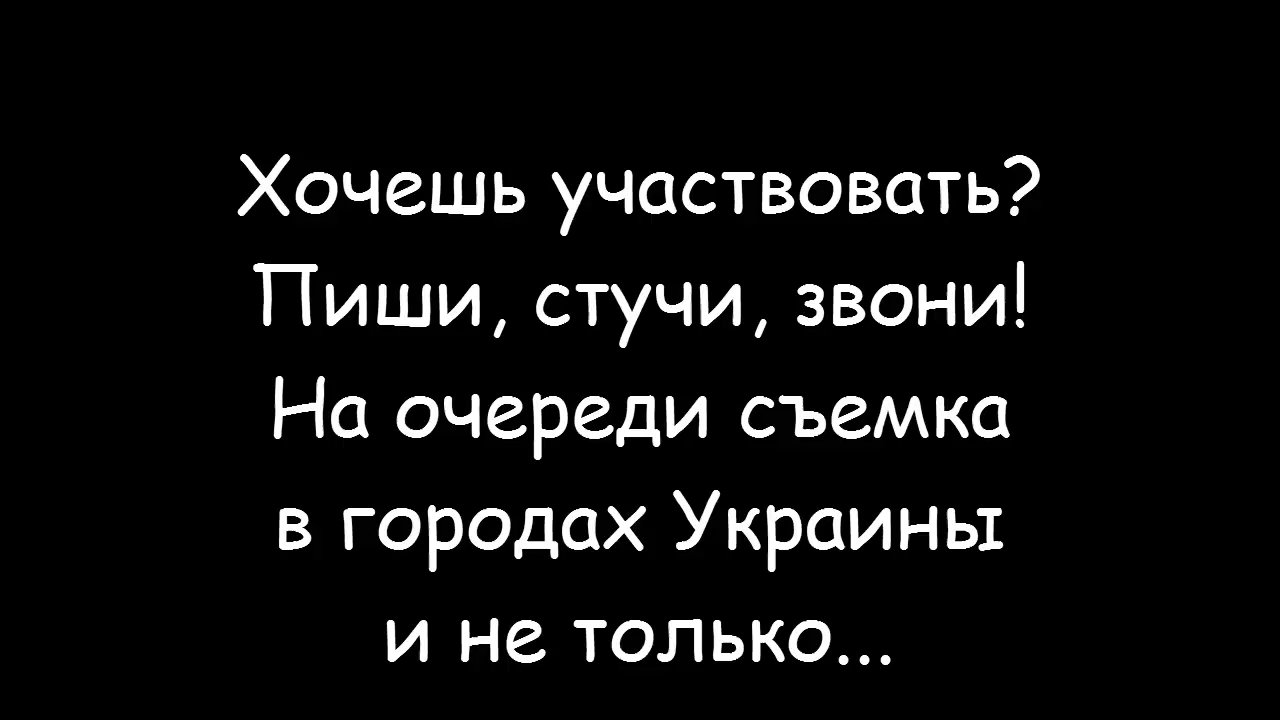 Хочешь участвовать?
Пиши, стучи, звони!
На очереди съемка
в городах Украины
и не только...